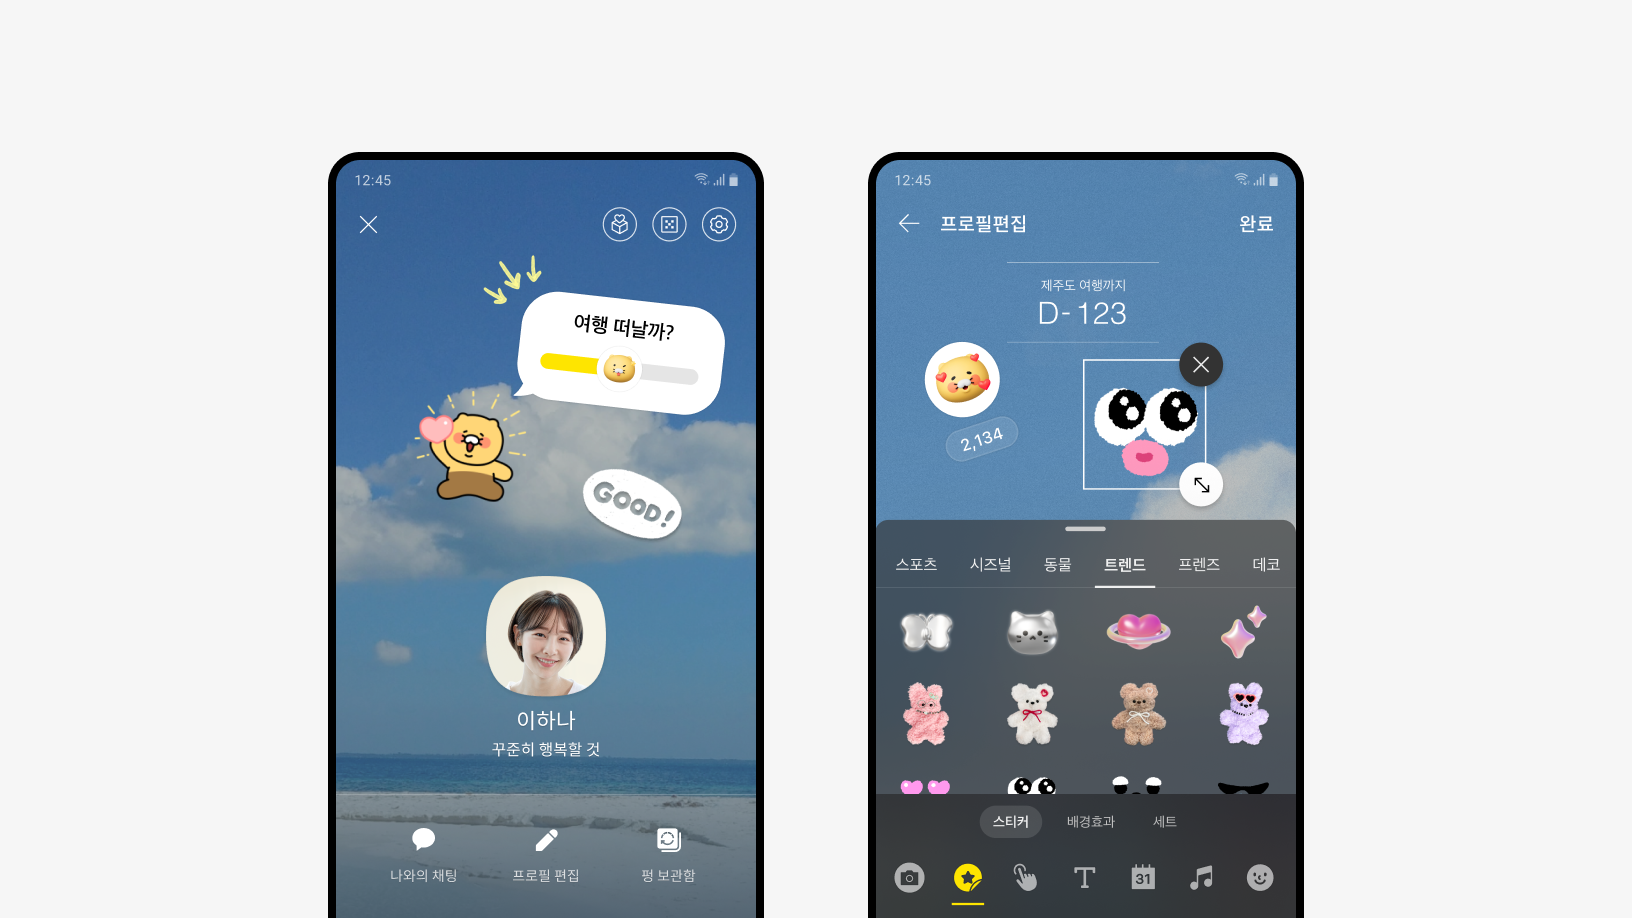 12:45
여행 떠날까?
GOOD!
이하나
꾸준히 행복할 것
나와의 채팅
프로필 편집
펑 보관함
12:45
프로필편집
완료
제주도 여행까지
D-123
2,134
스포츠
시즈널
동물
트렌드
프렌즈
데코
스티커
배경효과
세트
T
31